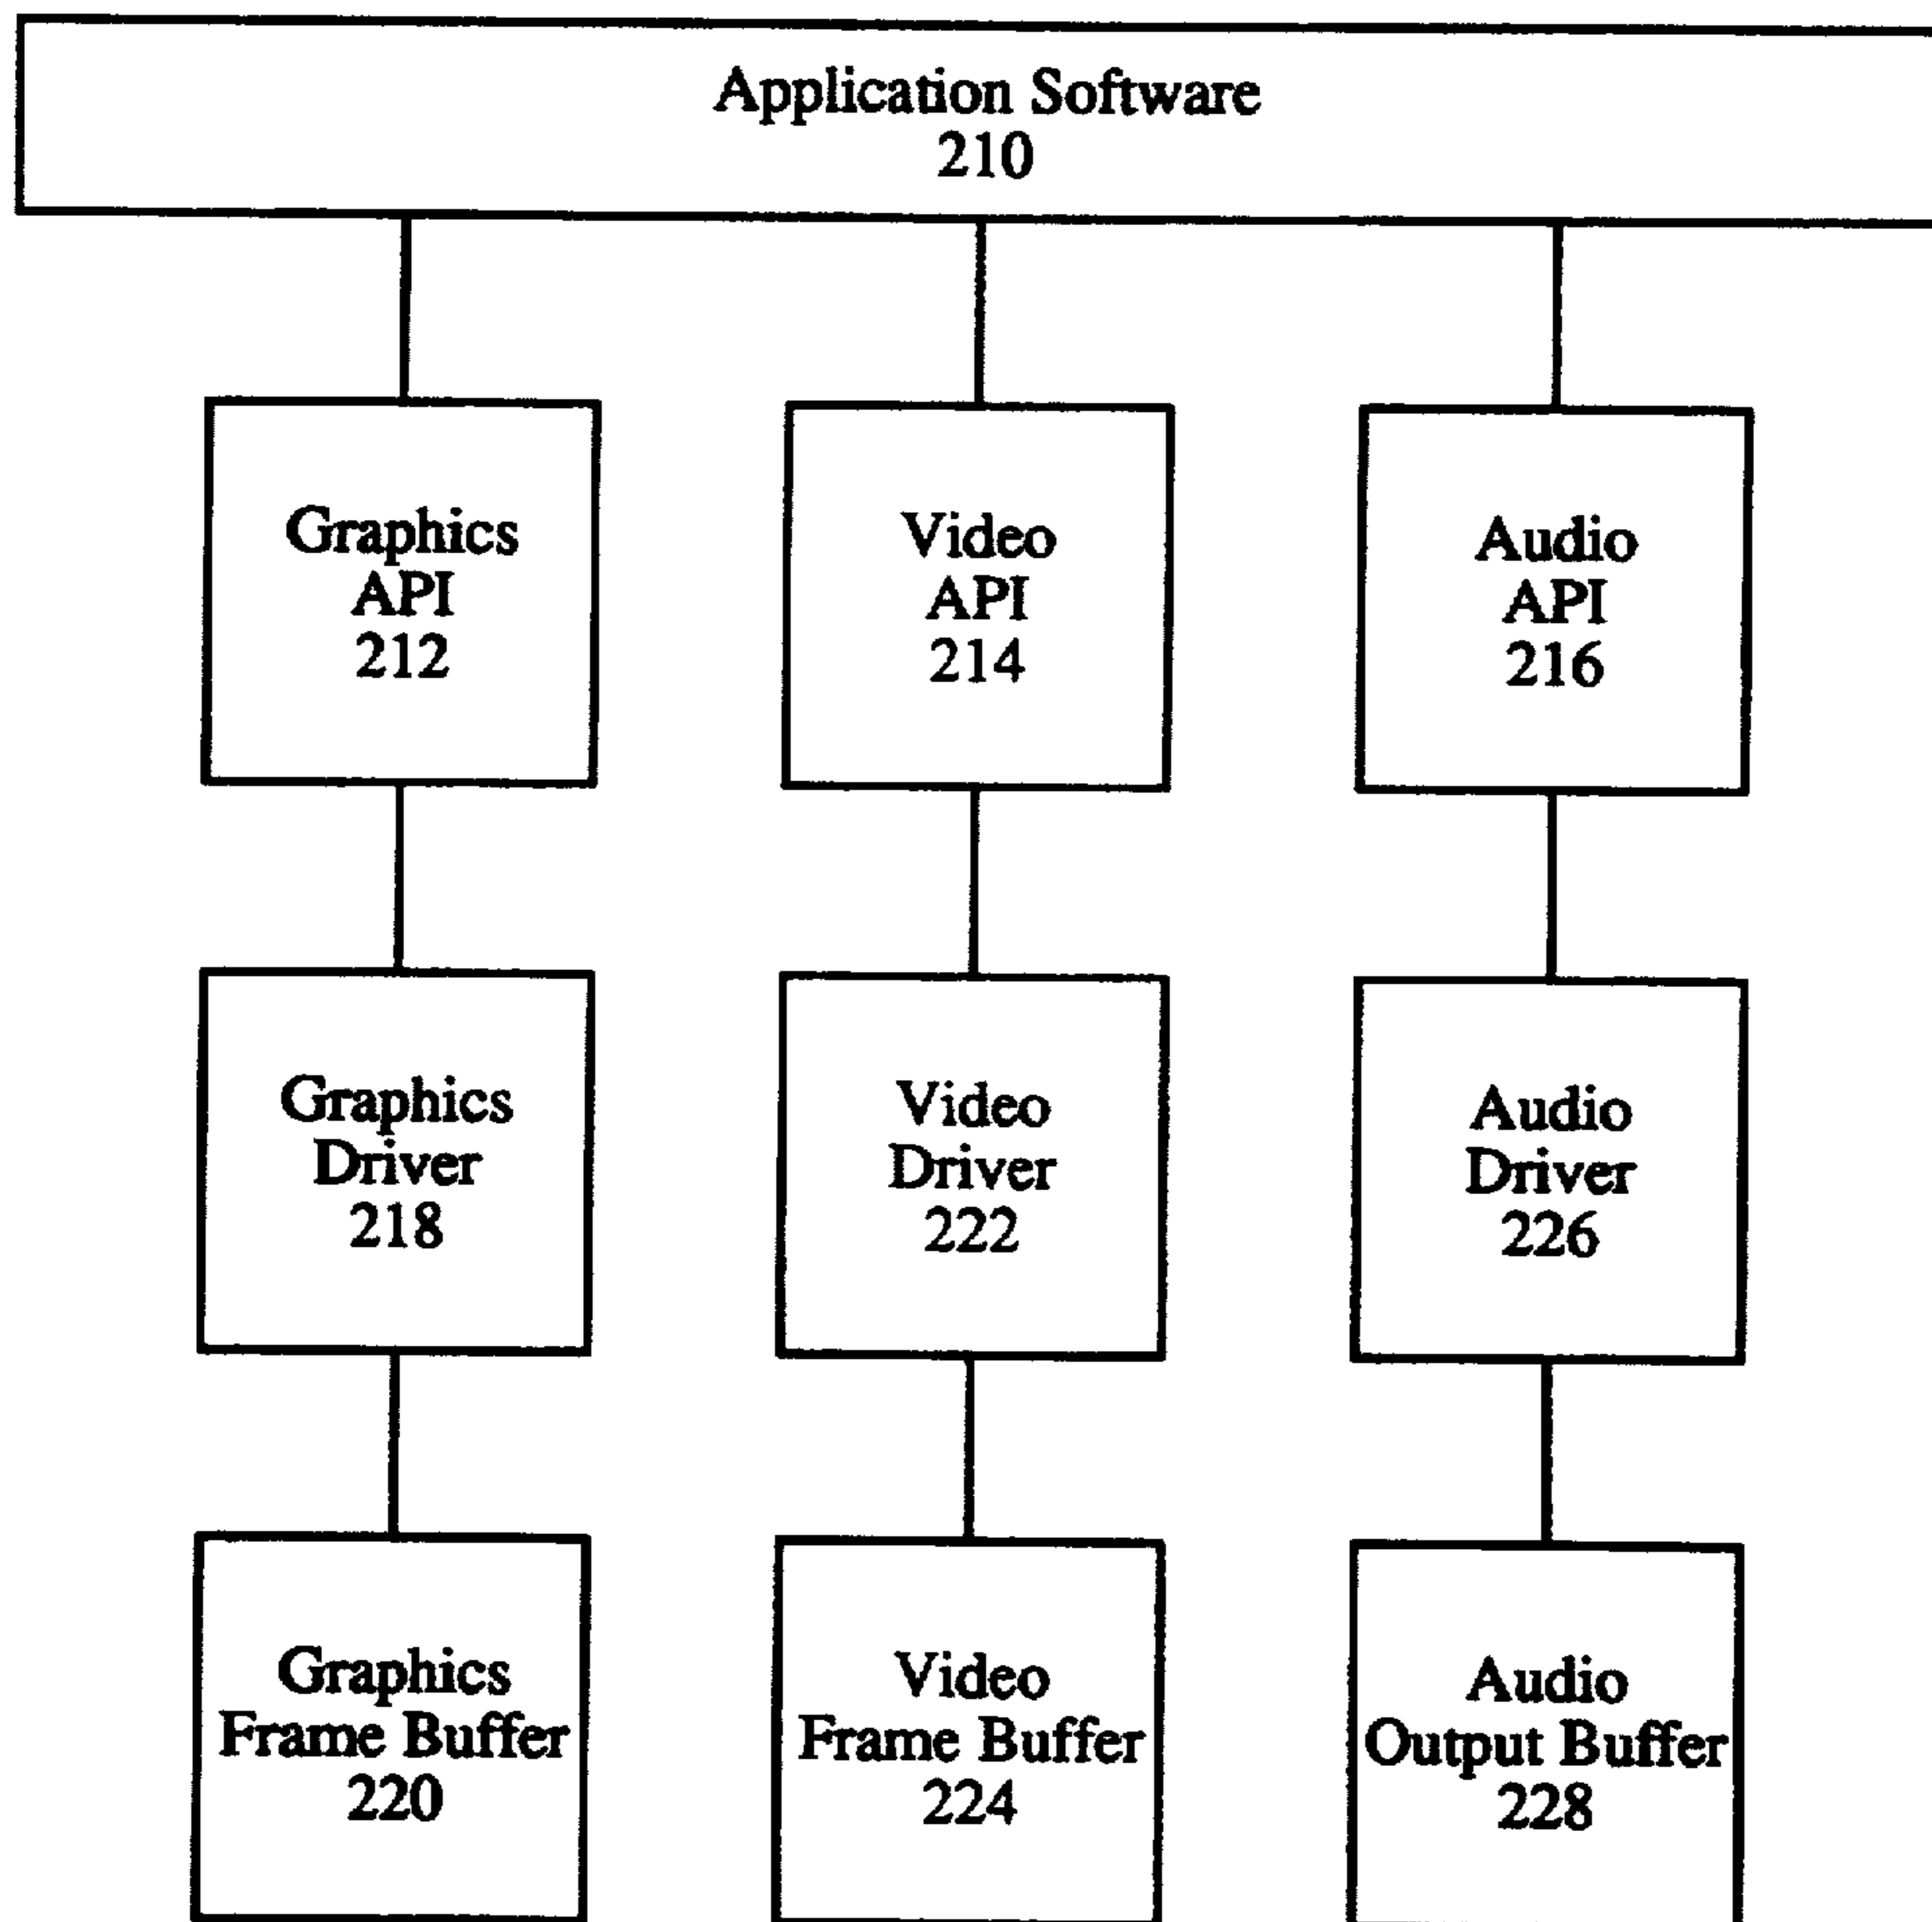 Application Software
210
Graphics
API
212
Video
API
214
Audio
API
216
Graphics
Driver
218
Video
Driver
222
Audio
Driver
226
Graphics
Frame Buffer
220
Video
Frame Buffer
224
Audio
Output Buffer
228